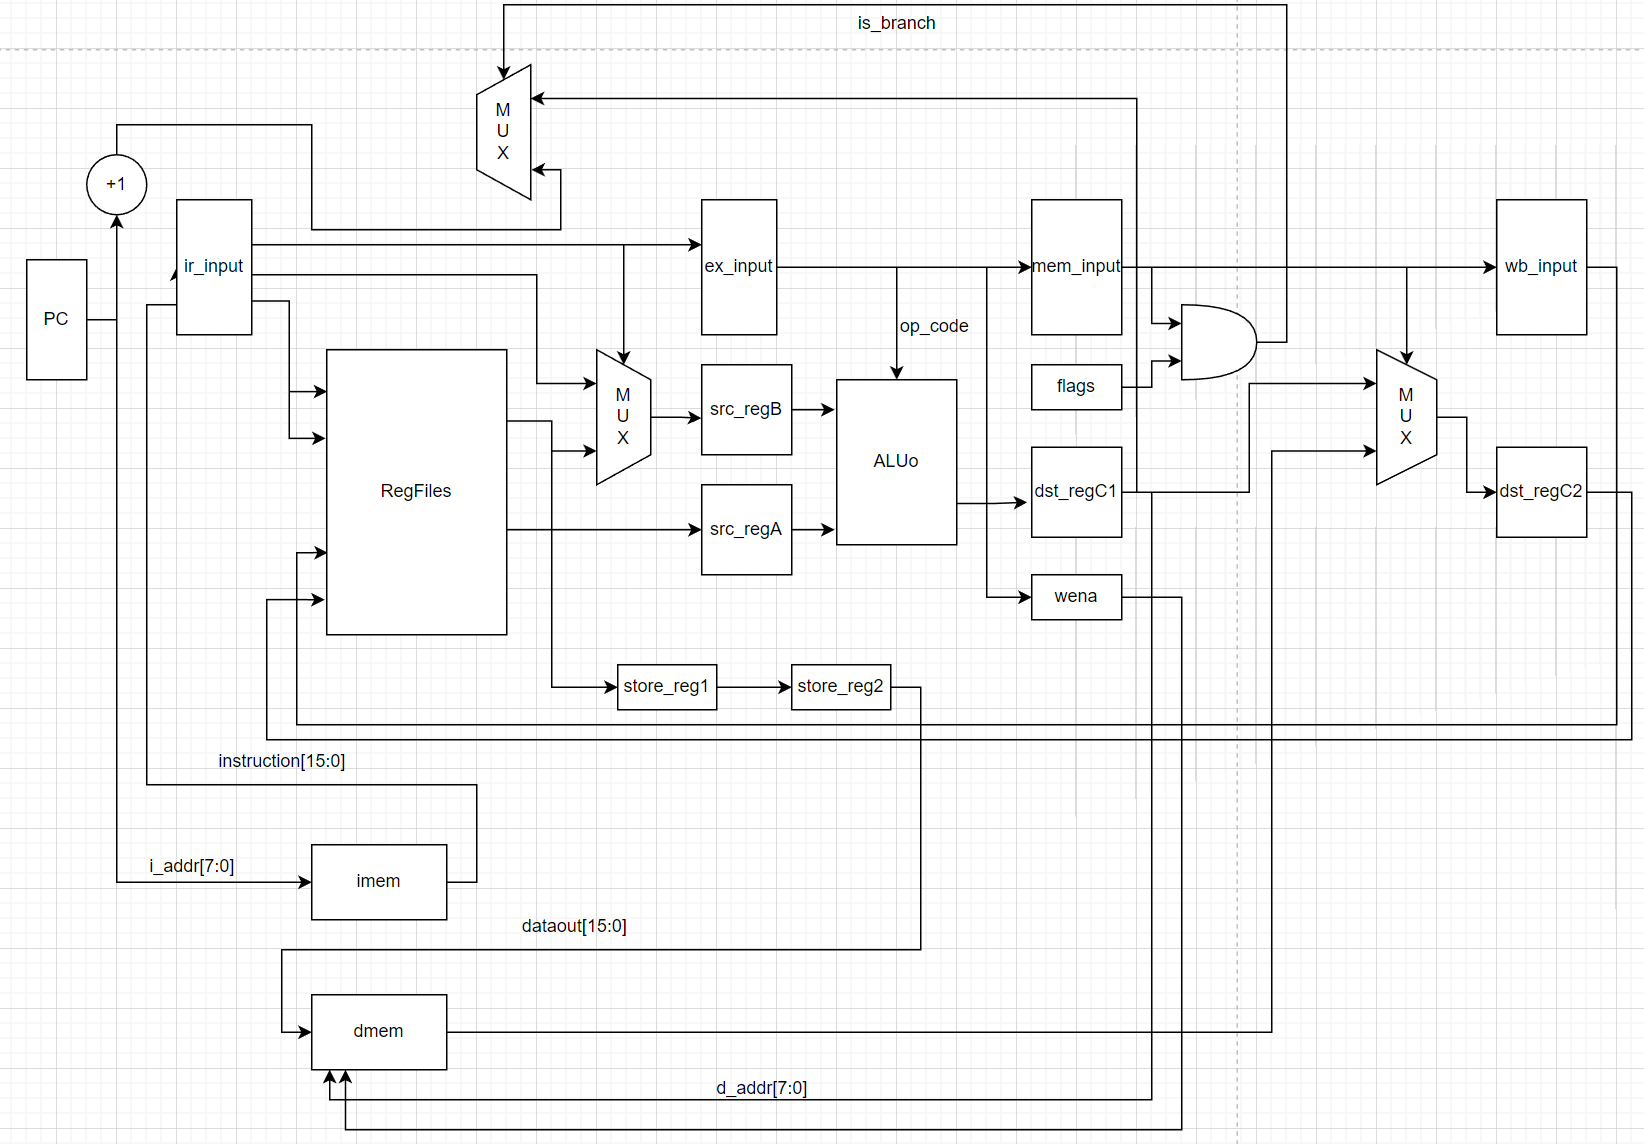 is_branch
M
U
X
+1
ir_input
ex_input
mem_input
wb_input
PC
op_code
flags
M
U
X
src_regB
M
U
X
ALUo
RegFiles
dst_regC1
dst_regC2
src_regA
wena
store_reg1
store_reg2
instruction[15:0]
i_addr[7:0]
imem
dataout[15:0]
dmem
d_addr[7:0]